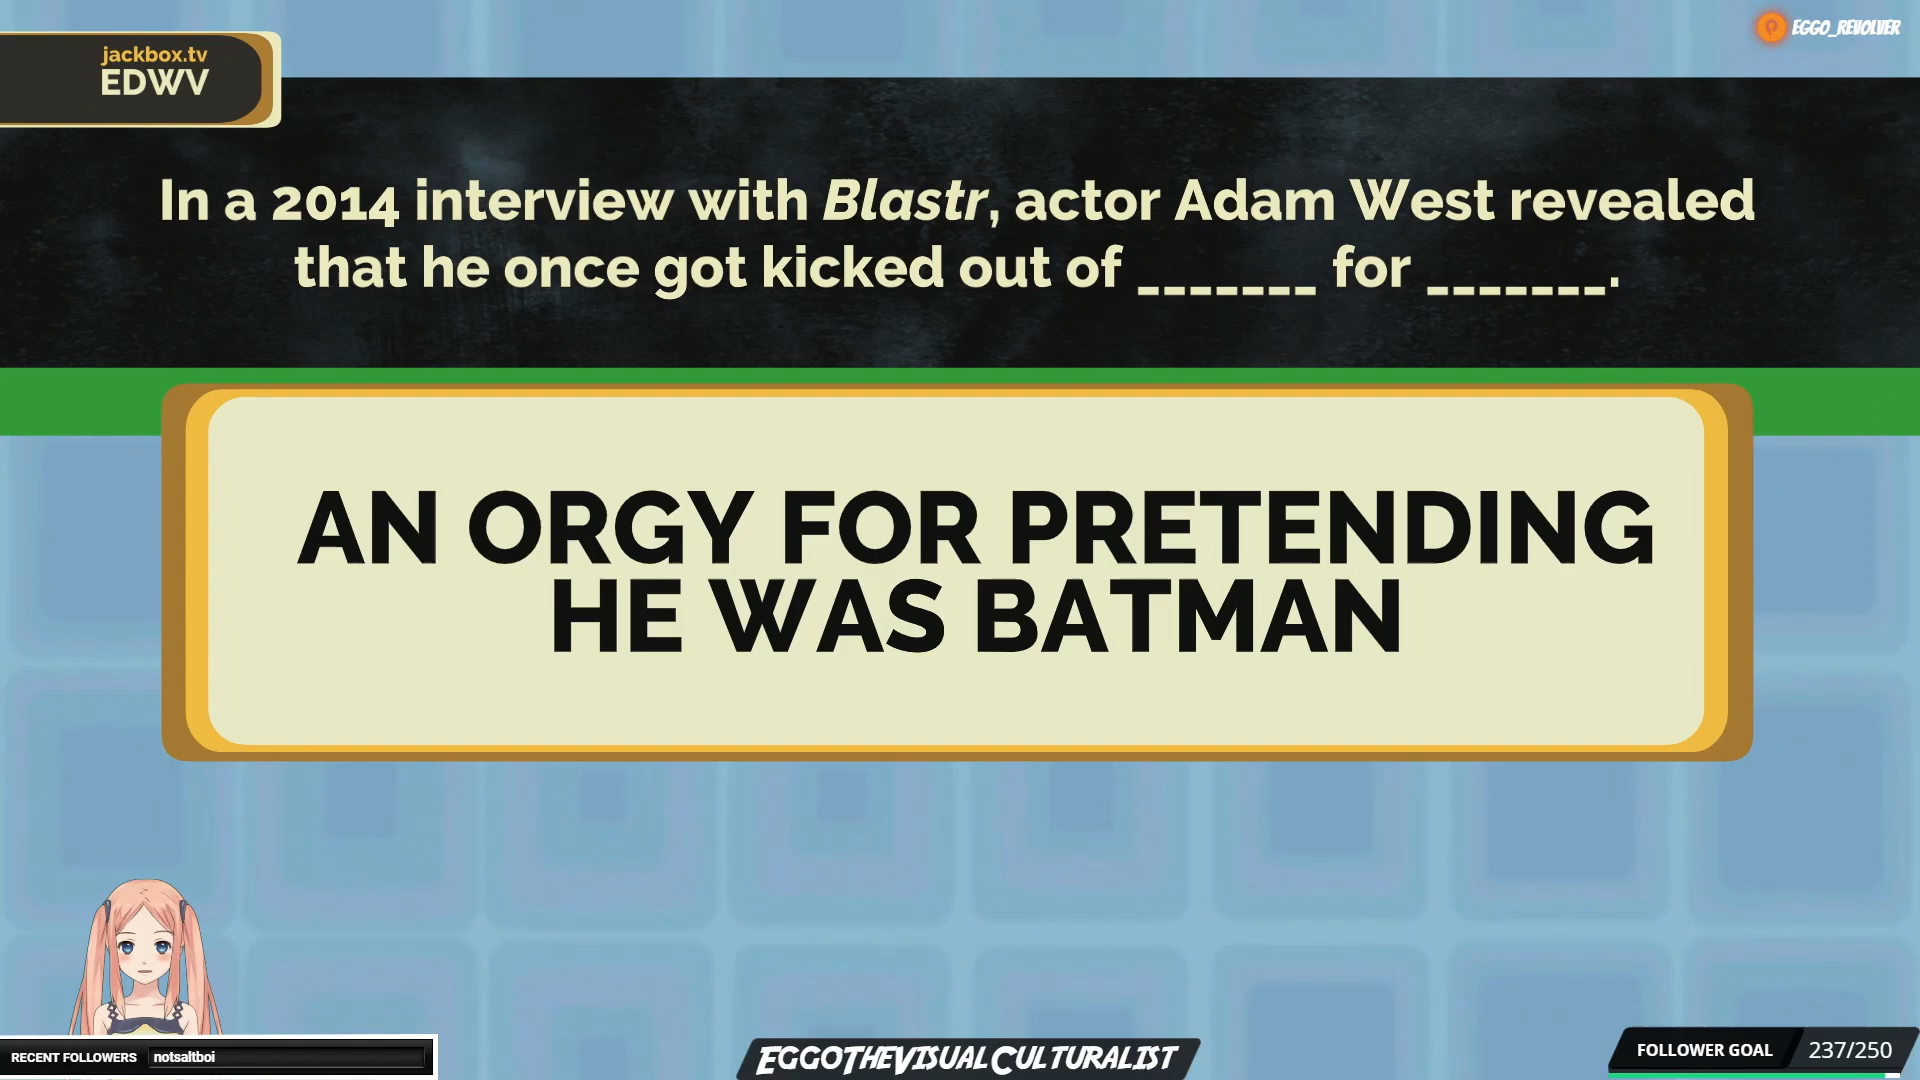 jackbox.tv
EDWV
EGGO_REVOLVER
In a 2014 interview with Blastr, actor Adam West revealed
that he once got kicked out of _______ for _______.
AN ORGY FOR PRETENDING
HE WAS BATMAN
RECENT FOLLOWERS notsaltboi
EGGOTHEVISUALCULTURALIST
FOLLOWER GOAL 237/250